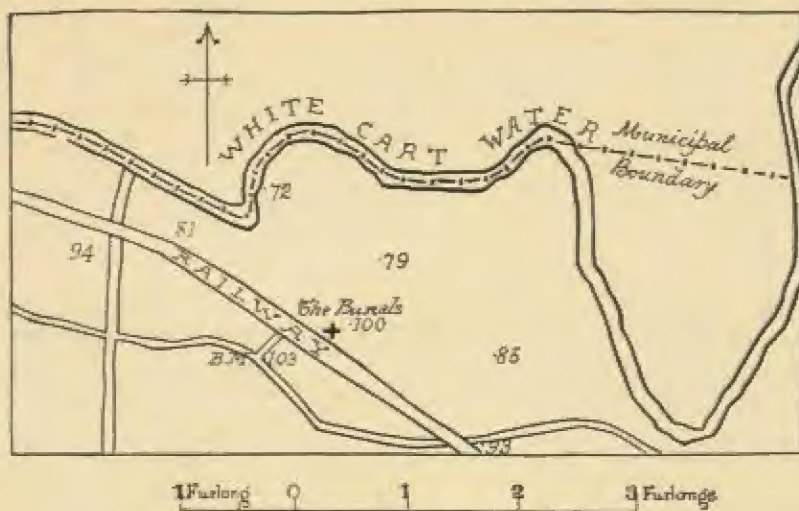 WHITE CART WATER
Municipal
Boundary
72
81
94
79
RAILWAY
The Burials
100
B.M. 103
85
93
1 Furlong 0 1 2 3 Furlongs